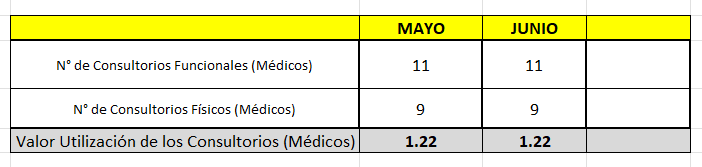 MAYO JUNIO
N° de Consultorios Funcionales (Médicos) 11 11
N° de Consultorios Físicos (Médicos) 9 9
Valor Utilización de los Consultorios (Médicos) 1.22 1.22